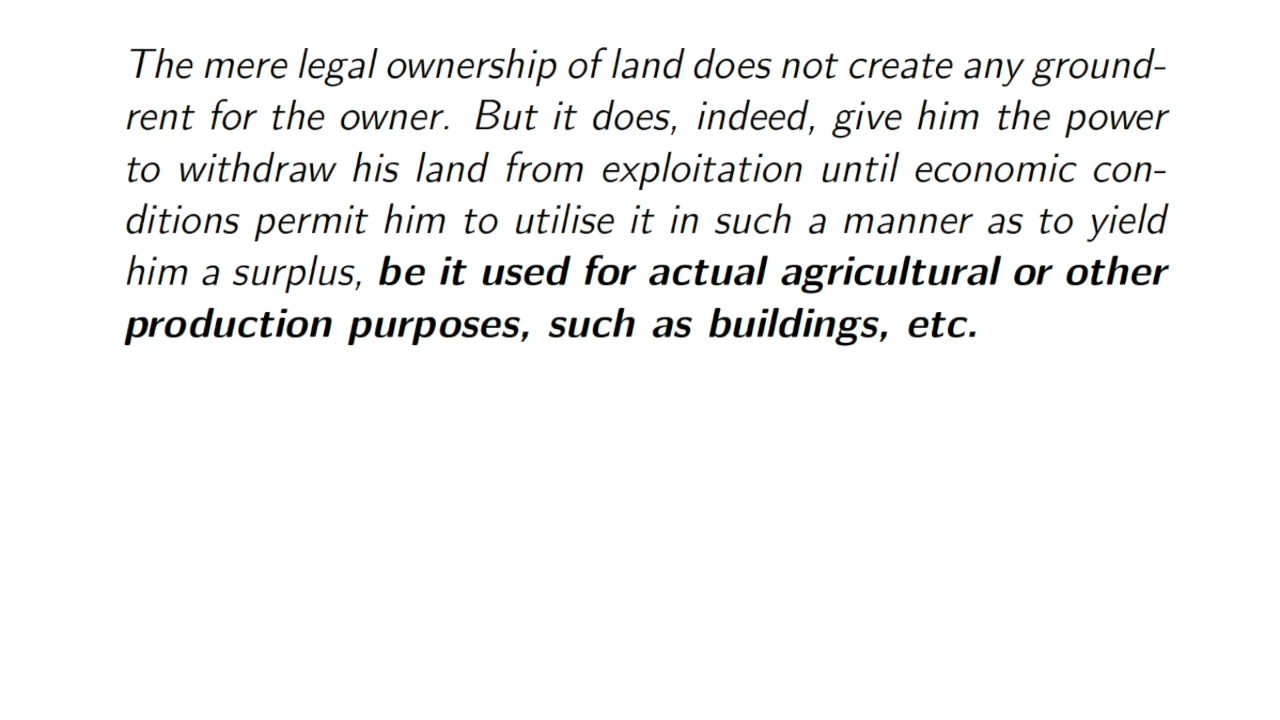 The mere legal ownership of land does not create any ground-
rent for the owner. But it does, indeed, give him the power
to withdraw his land from exploitation until economic con-
ditions permit him to utilise it in such a manner as to yield
him a surplus, be it used for actual agricultural or other
production purposes, such as buildings, etc.